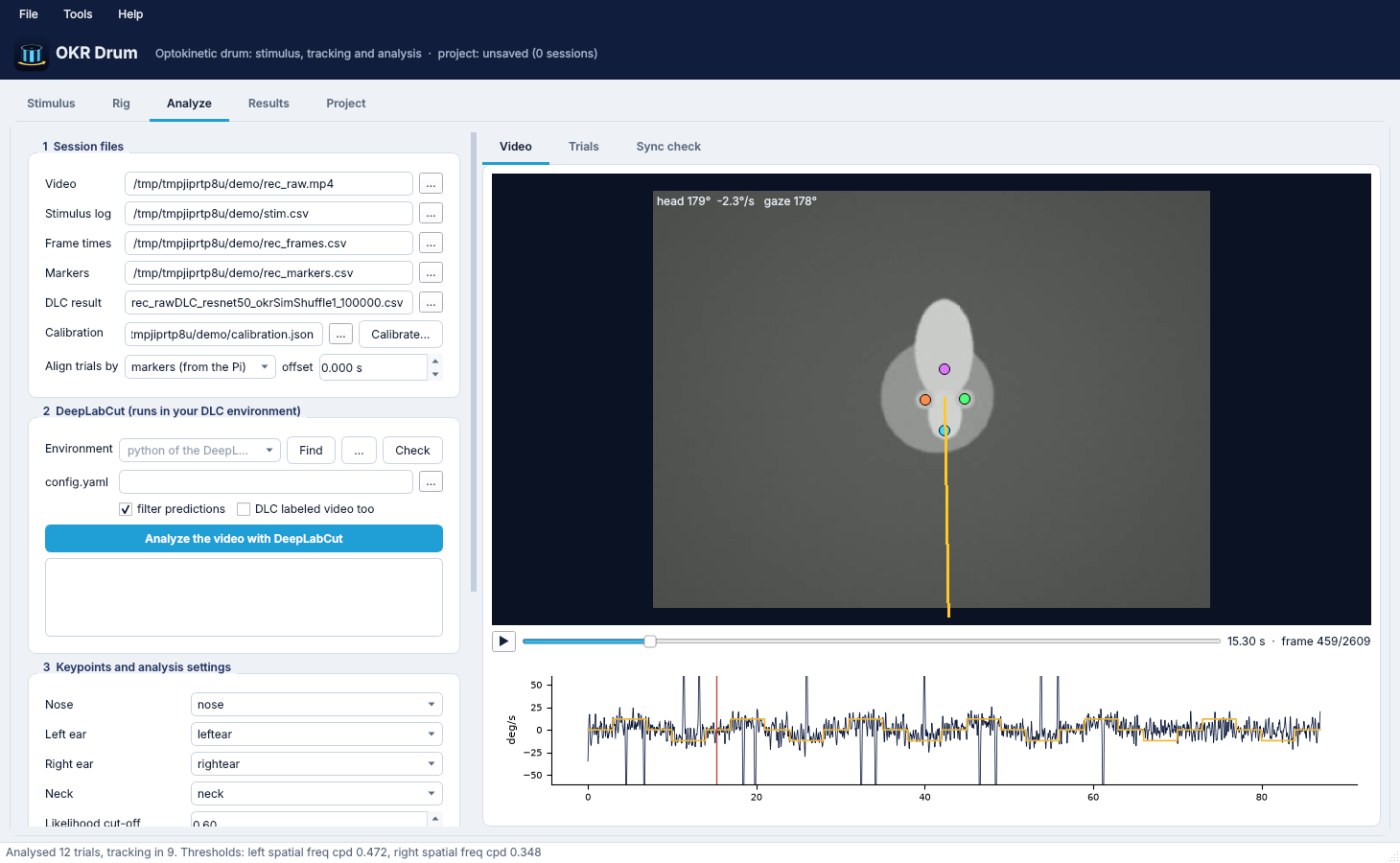 File Tools Help
OKR Drum Optokinetic drum: stimulus, tracking and analysis · project: unsaved (0 sessions)
Stimulus Rig Analyze Results Project
1 Session files
Video /tmp/tmpjiprtp8u/demo/rec_raw.mp4 ...
Stimulus log /tmp/tmpjiprtp8u/demo/stim.csv ...
Frame times /tmp/tmpjiprtp8u/demo/rec_frames.csv ...
Markers /tmp/tmpjiprtp8u/demo/rec_markers.csv ...
DLC result rec_rawDLC_resnet50_okrSimShuffle1_100000.csv ...
Calibration :mpjiprtp8u/demo/calibration.json ... Calibrate...
Align trials by markers (from the Pi) offset 0.000 s
2 DeepLabCut (runs in your DLC environment)
Environment python of the DeepL... Find ... Check
config.yaml ...
filter predictions DLC labeled video too
Analyze the video with DeepLabCut
3 Keypoints and analysis settings
Nose nose
Left ear leftear
Right ear rightear
Neck neck
Likelihood cut-off 0.60
Video Trials Sync check
head 179° -2.3°/s gaze 178°
15.30 s · frame 459/2609
deg/s
50
25
0
−25
−50
0 20 40 60 80
Analysed 12 trials, tracking in 9. Thresholds: left spatial freq cpd 0.472, right spatial freq cpd 0.348